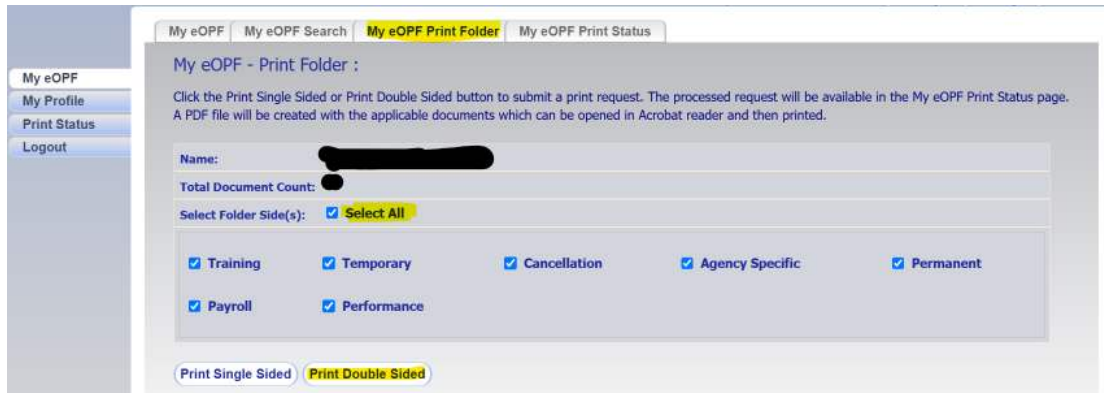 My eOPF My eOPF Search My eOPF Print Folder My eOPF Print Status
My eOPF - Print Folder :
My eOPF
My Profile
Print Status
Logout
Click the Print Single Sided or Print Double Sided button to submit a print request. The processed request will be available in the My eOPF Print Status page.
A PDF file will be created with the applicable documents which can be opened in Acrobat reader and then printed.
Name:
Total Document Count:
Select Folder Side(s): Select All
Training Temporary Cancellation Agency Specific Permanent
Payroll Performance
Print Single Sided Print Double Sided